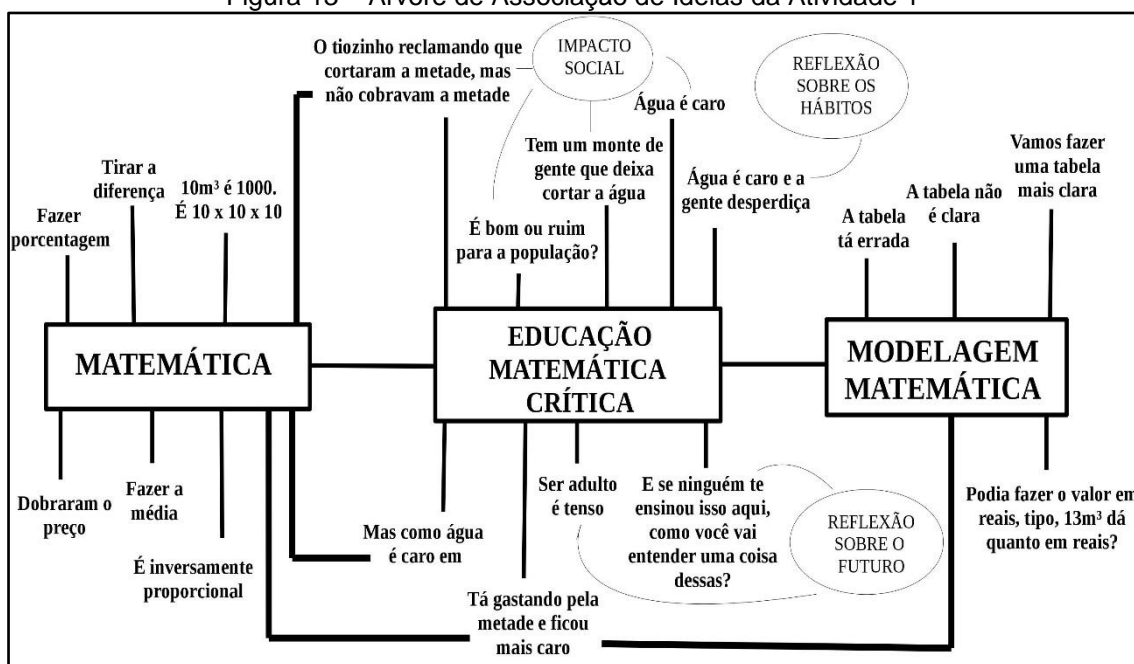 Figura 18 – Árvore de Associação de Ideias da Atividade 1
O tiozinho reclamando que
cortaram a metade, mas
não cobravam a metade
IMPACTO
SOCIAL
REFLEXÃO
SOBRE OS
HÁBITOS
Água é caro
Tirar a
diferença
10m³ é 1000.
É 10 x 10 x 10
Tem um monte de
gente que deixa
cortar a água
Água é caro e a
gente desperdiça
Vamos fazer
uma tabela
mais clara
A tabela não
é clara
A tabela
tá errada
Fazer
porcentagem
É bom ou ruim
para a população?
MATEMÁTICA
EDUCAÇÃO
MATEMÁTICA
CRÍTICA
MODELAGEM
MATEMÁTICA
Dobraram o
preço
Fazer a
média
É inversamente
proporcional
Mas como água
é caro em
Ser adulto
é tenso
E se ninguém te
ensinou isso aqui,
como você vai
entender uma coisa
dessas?
REFLEXÃO
SOBRE O
FUTURO
Podia fazer o valor em
reais, tipo, 13m³ dá
quanto em reais?
Tá gastando pela
metade e ficou
mais caro